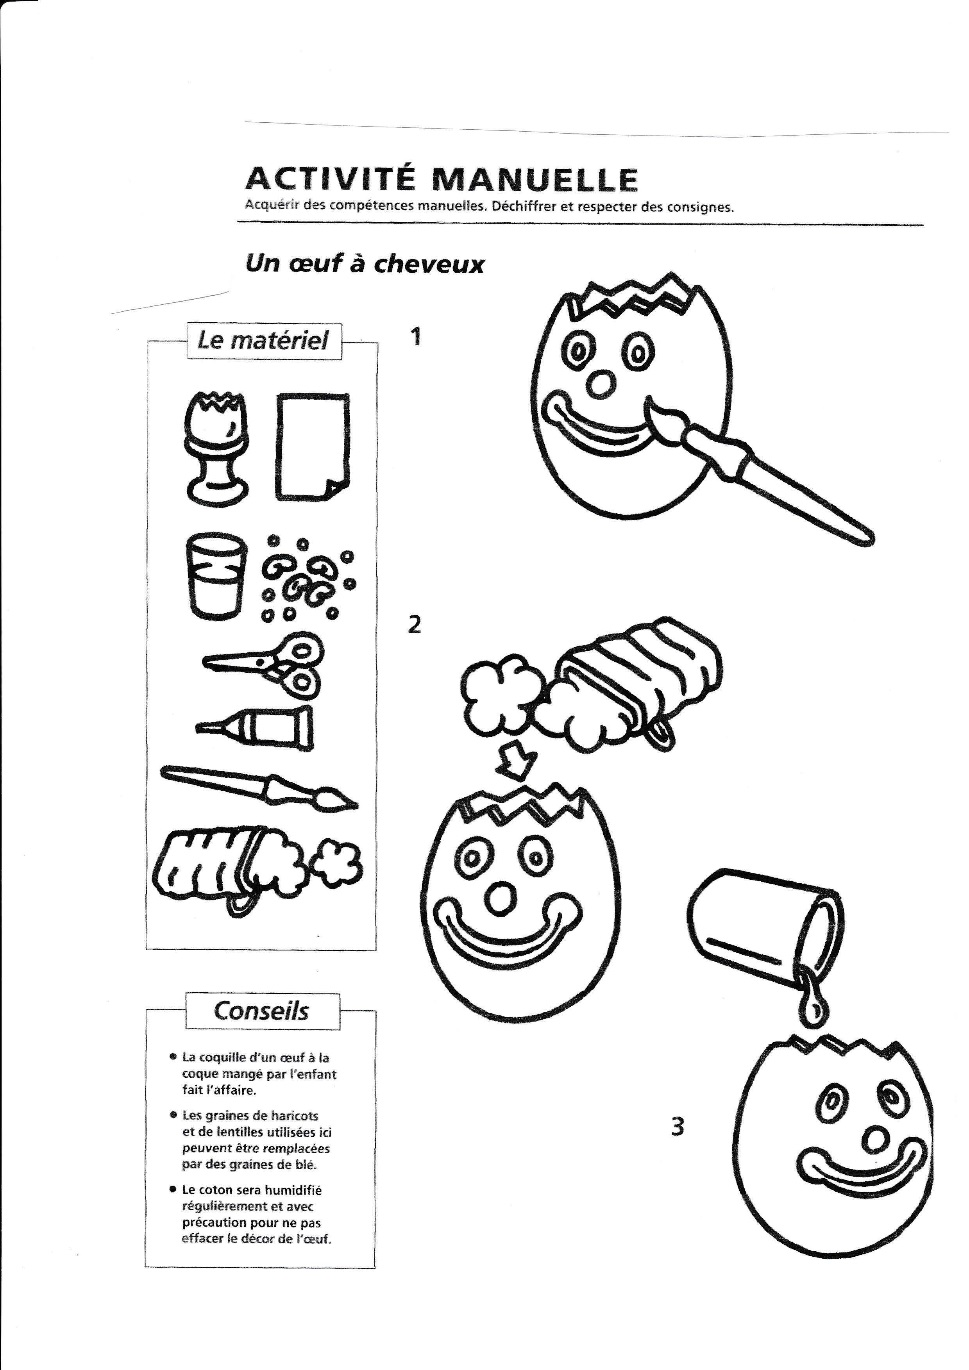 ACTIVITÉ MANUELLE
Acquérir des compétences manuelles. Déchiffrer et respecter des consignes.
Un œuf à cheveux
Le matériel
1
2
3
Conseils
• La coquille d'un œuf à la
coque mangé par l'enfant
fait l'affaire.
• Les graines de haricots
et de lentilles utilisées ici
peuvent être remplacées
par des graines de blé.
• Le coton sera humidifié
régulièrement et avec
précaution pour ne pas
effacer le décor de l'œuf.